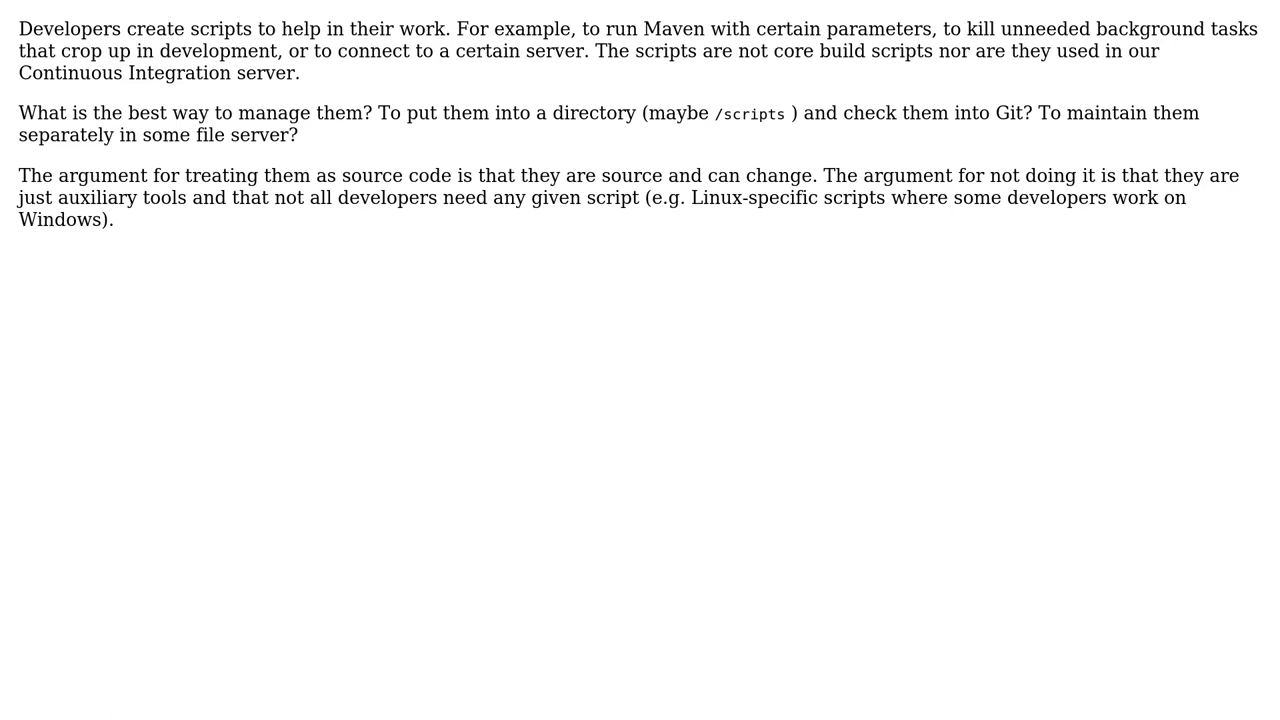 Developers create scripts to help in their work. For example, to run Maven with certain parameters, to kill unneeded background tasks
that crop up in development, or to connect to a certain server. The scripts are not core build scripts nor are they used in our
Continuous Integration server.
What is the best way to manage them? To put them into a directory (maybe /scripts ) and check them into Git? To maintain them
separately in some file server?
The argument for treating them as source code is that they are source and can change. The argument for not doing it is that they are
just auxiliary tools and that not all developers need any given script (e.g. Linux-specific scripts where some developers work on
Windows).